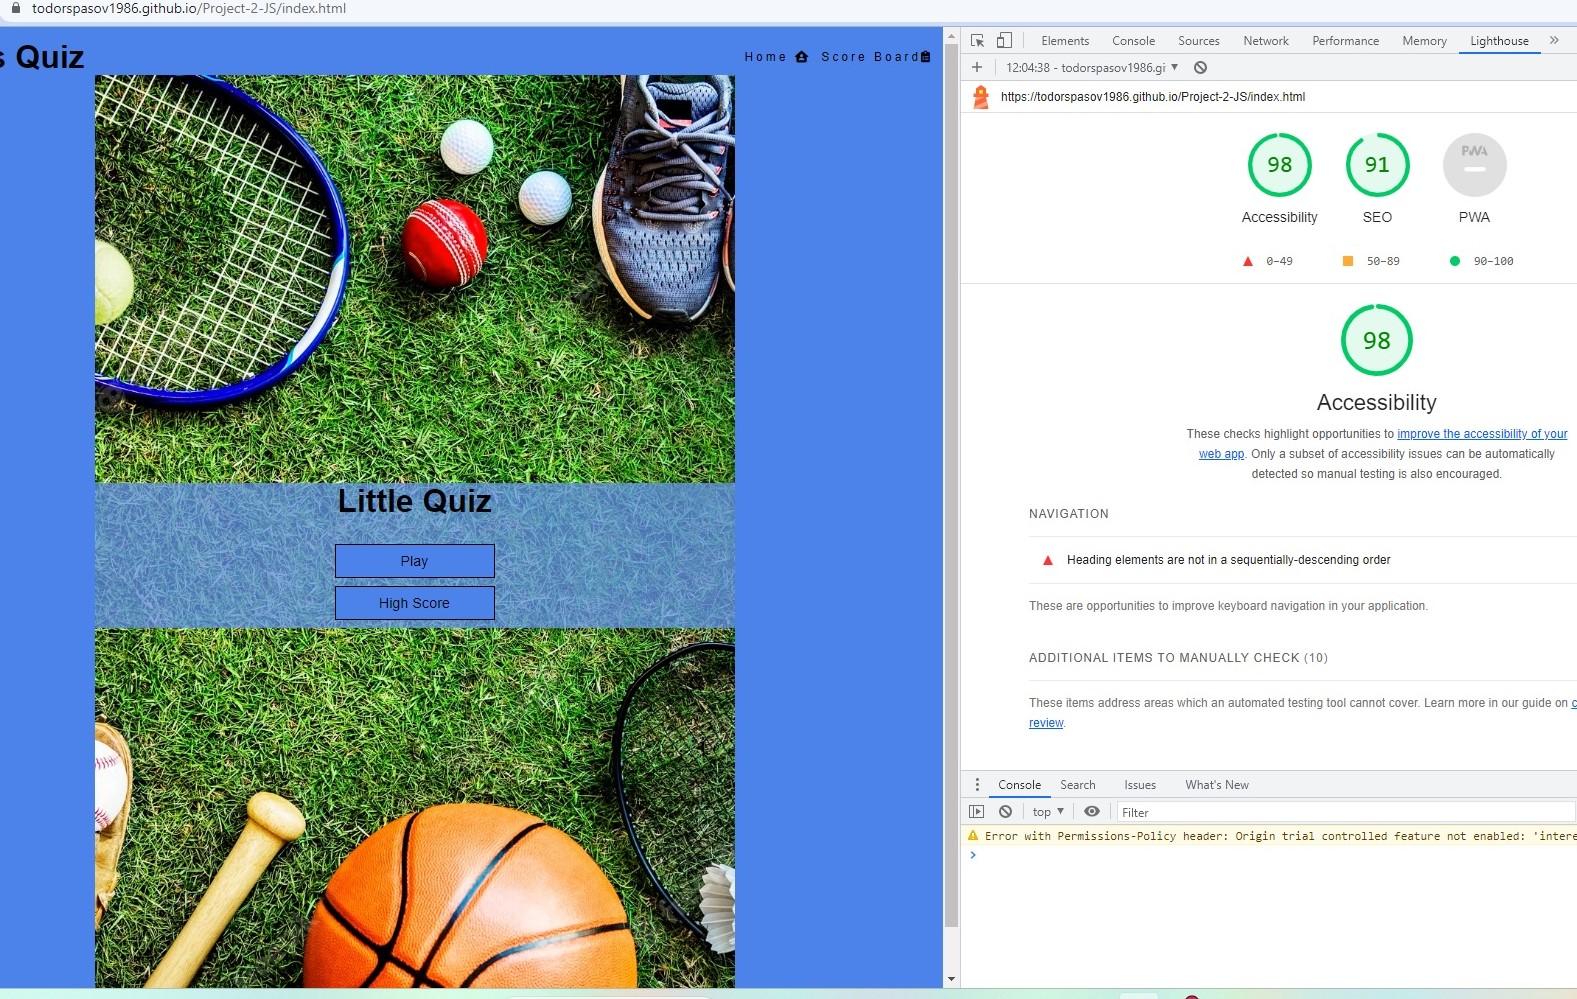 todorspasov1986.github.io/Project-2-JS/index.html
s Quiz
Home
Score Board
Little Quiz
Play
High Score
Elements Console Sources Network Performance Memory Lighthouse »
+ 12:04:38 - todorspasov1986.gi ▼
https://todorspasov1986.github.io/Project-2-JS/index.html
98 91 PWA
Accessibility SEO PWA
0–49 50–89 90–100
98
Accessibility
These checks highlight opportunities to improve the accessibility of your
web app. Only a subset of accessibility issues can be automatically
detected so manual testing is also encouraged.
NAVIGATION
Heading elements are not in a sequentially-descending order
These are opportunities to improve keyboard navigation in your application.
ADDITIONAL ITEMS TO MANUALLY CHECK (10)
These items address areas which an automated testing tool cannot cover. Learn more in our guide on c
review.
Console Search Issues What's New
top ▼ Filter
Error with Permissions-Policy header: Origin trial controlled feature not enabled: 'intere
>